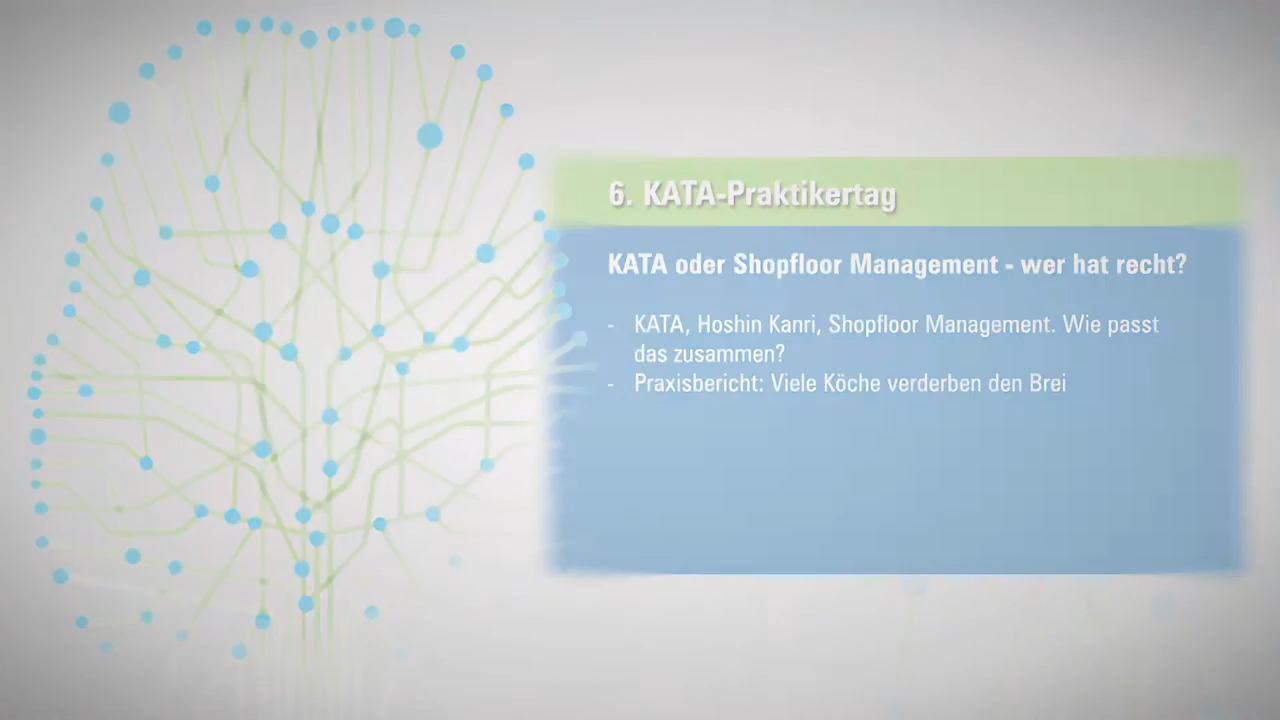 6. KATA-Praktikertag
KATA oder Shopfloor Management - wer hat recht?
- KATA, Hoshin Kanri, Shopfloor Management. Wie passt
das zusammen?
- Praxisbericht: Viele Köche verderben den Brei